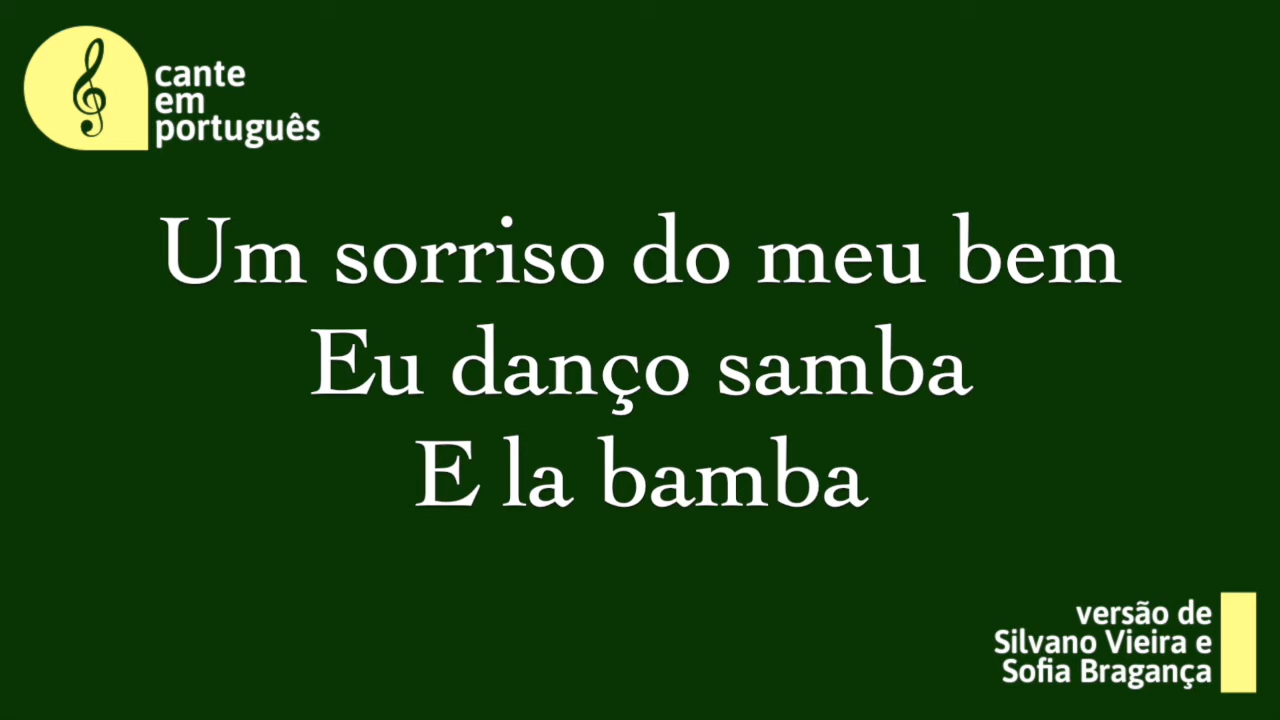 cante
em
português
Um sorriso do meu bem
Eu danço samba
E la bamba
versão de
Silvano Vieira e
Sofia Bragança